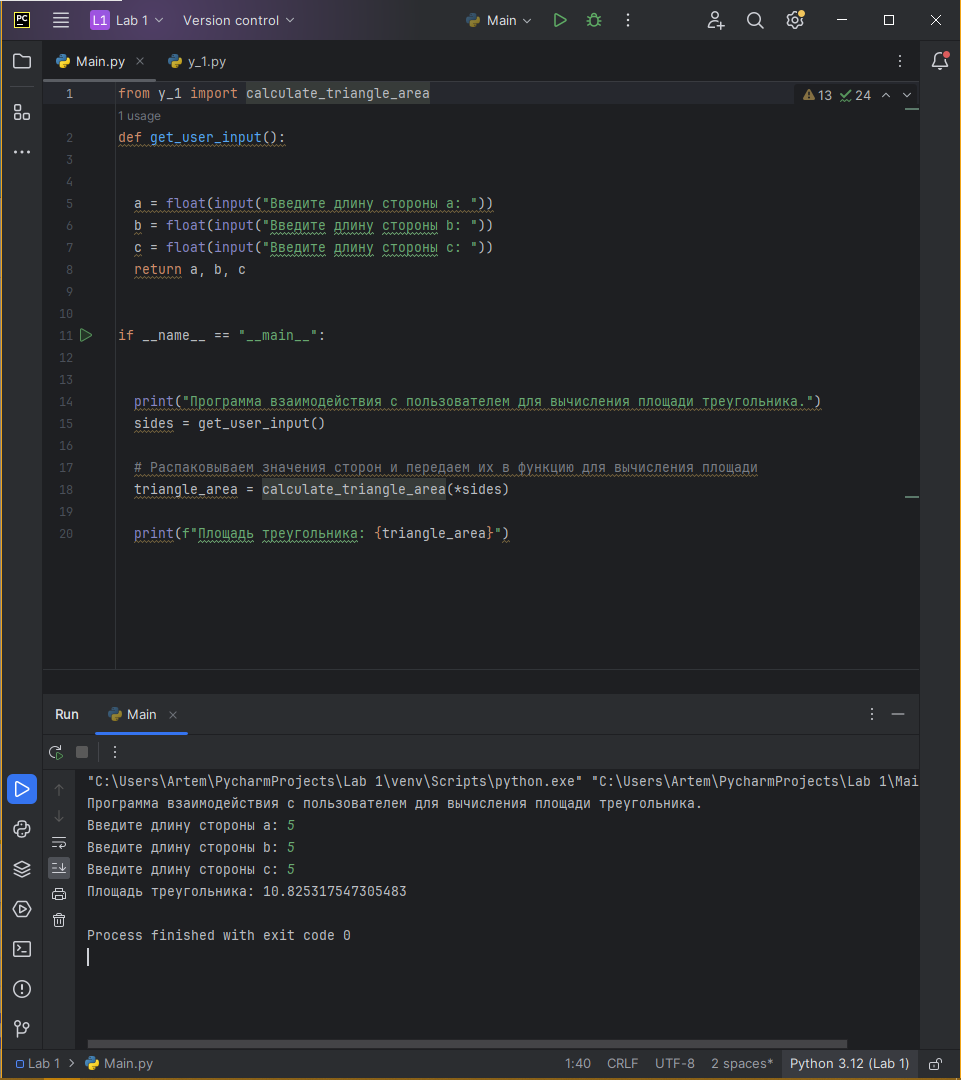 PC L1 Lab 1 Version control Main
Main.py y_1.py
1 from y_1 import calculate_triangle_area 13 24
1 usage
2 def get_user_input():
3
4
5 a = float(input("Введите длину стороны a: "))
6 b = float(input("Введите длину стороны b: "))
7 c = float(input("Введите длину стороны c: "))
8 return a, b, c
9
10
11 if __name__ == "__main__":
12
13
14 print("Программа взаимодействия с пользователем для вычисления площади треугольника.")
15 sides = get_user_input()
16
17 # Распаковываем значения сторон и передаем их в функцию для вычисления площади
18 triangle_area = calculate_triangle_area(*sides)
19
20 print(f"Площадь треугольника: {triangle_area}")
Run Main
"C:\Users\Artem\PycharmProjects\Lab 1\venv\Scripts\python.exe" "C:\Users\Artem\PycharmProjects\Lab 1\Mai
Программа взаимодействия с пользователем для вычисления площади треугольника.
Введите длину стороны a: 5
Введите длину стороны b: 5
Введите длину стороны c: 5
Площадь треугольника: 10.825317547305483
Process finished with exit code 0
Lab 1 > Main.py 1:40 CRLF UTF-8 2 spaces* Python 3.12 (Lab 1)